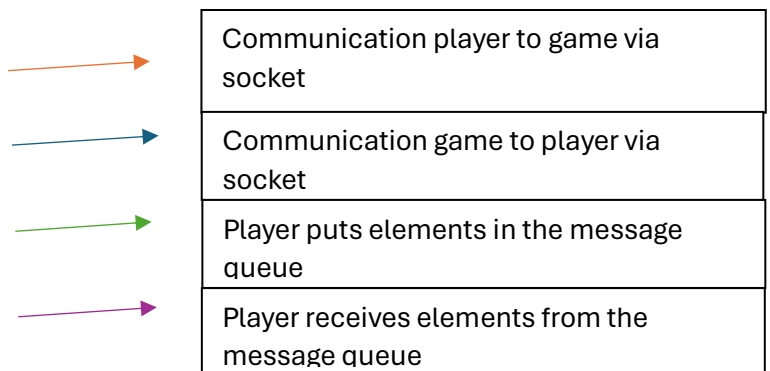 Communication player to game via
socket
Communication game to player via
socket
Player puts elements in the message
queue
Player receives elements from the
message queue